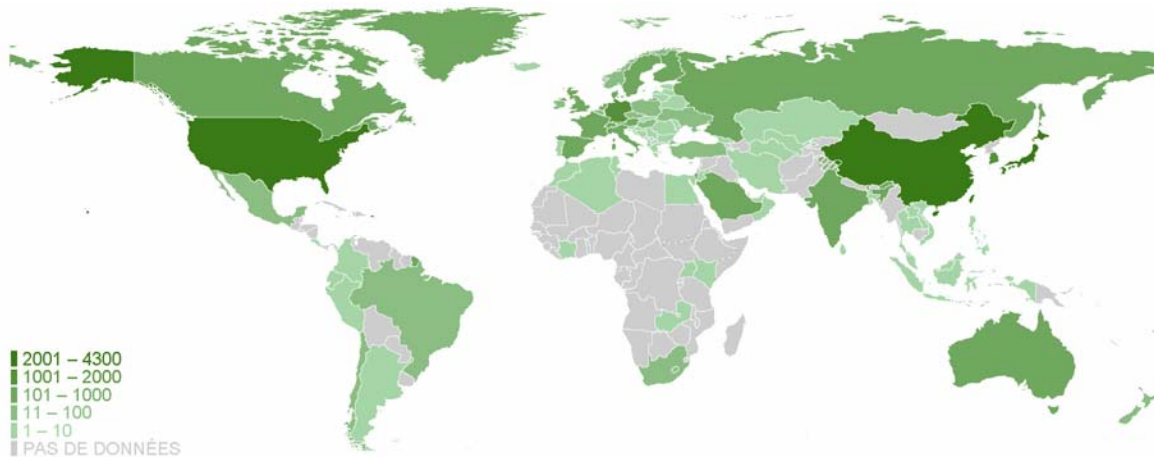 2001 – 4300
1001 – 2000
101 – 1000
11 – 100
1 – 10
PAS DE DONNÉES